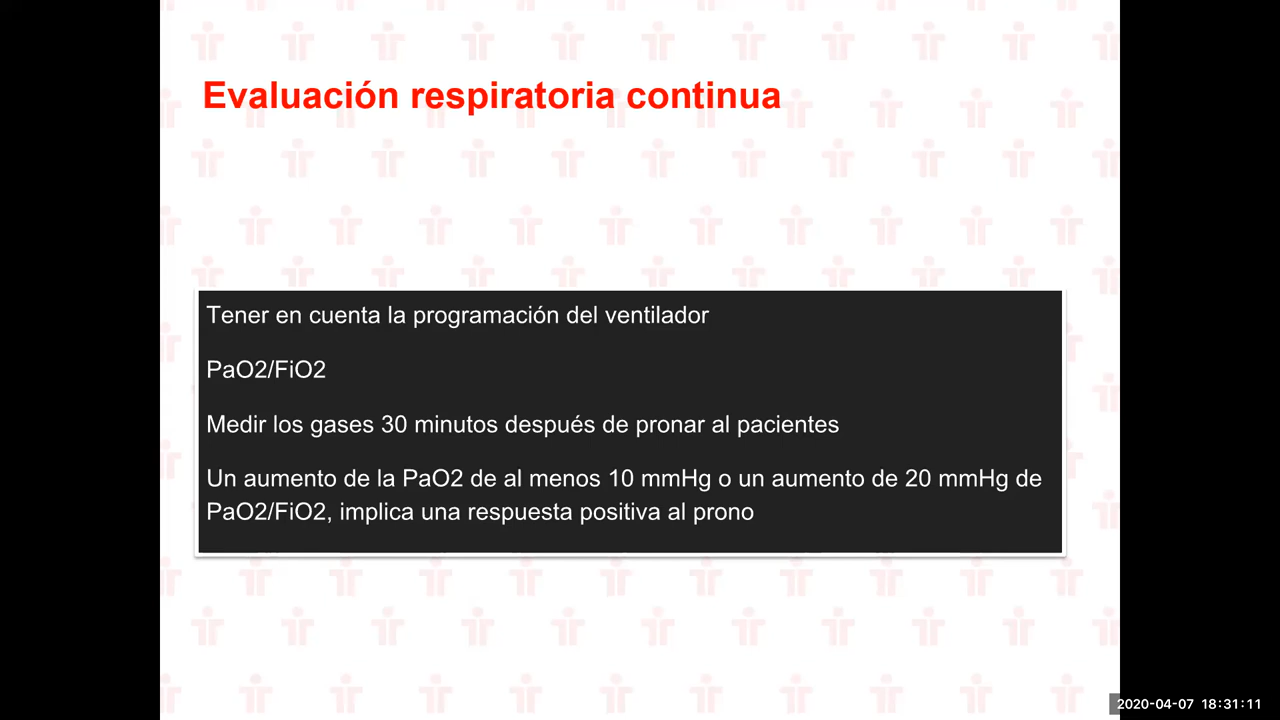 Evaluación respiratoria continua
Tener en cuenta la programación del ventilador
PaO2/FiO2
Medir los gases 30 minutos después de pronar al pacientes
Un aumento de la PaO2 de al menos 10 mmHg o un aumento de 20 mmHg de
PaO2/FiO2, implica una respuesta positiva al prono
2020-04-07 18:31:11